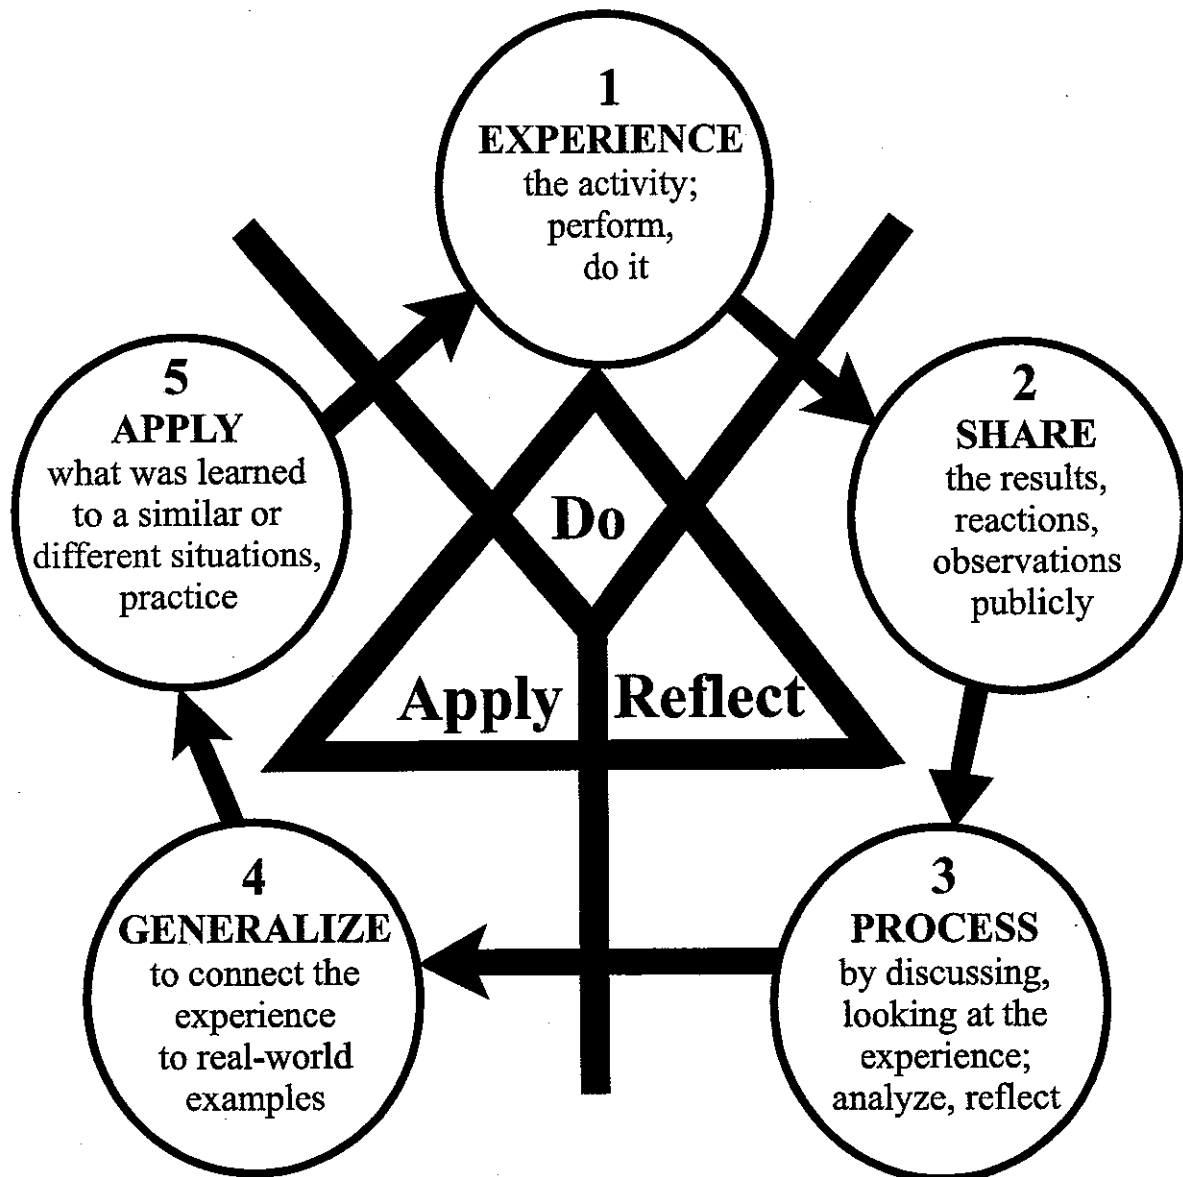 1
EXPERIENCE
the activity;
perform,
do it
2
SHARE
the results,
reactions,
observations
publicly
3
PROCESS
by discussing,
looking at the
experience;
analyze, reflect
4
GENERALIZE
to connect the
experience
to real-world
examples
5
APPLY
what was learned
to a similar or
different situations,
practice
Do
Apply
Reflect